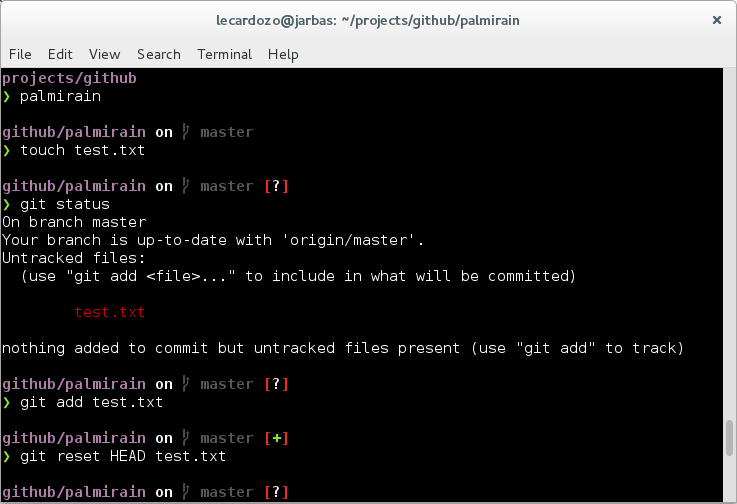 lecardozo@jarbas: ~/projects/github/palmirain
File Edit View Search Terminal Help
projects/github
❯ palmirain
github/palmirain on master
❯ touch test.txt
github/palmirain on master [?]
❯ git status
On branch master
Your branch is up-to-date with 'origin/master'.
Untracked files:
(use "git add <file>..." to include in what will be committed)
test.txt
nothing added to commit but untracked files present (use "git add" to track)
github/palmirain on master [?]
❯ git add test.txt
github/palmirain on master [+]
❯ git reset HEAD test.txt
github/palmirain on master [?]